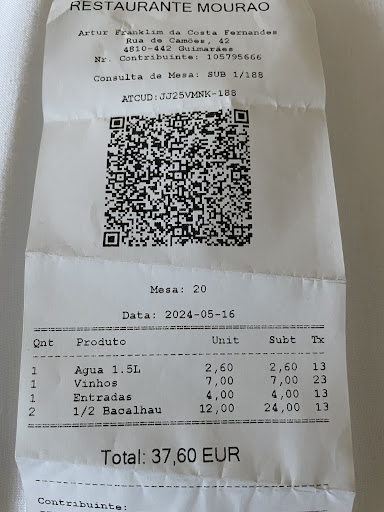 RESTAURANTE MOURAO
Artur Franklim da Costa Fernandes
Rua de Camões, 42
4810-442 Guimarães
Nr. Contribuinte: 105795666
Consulta de Mesa: SUB 1/188
ATCUD:JJ25VMNK-188
Mesa: 20
Data: 2024-05-16
Qnt Produto Unit Subt Tx
1 Agua 1.5L 2,60 2,60 13
1 Vinhos 7,00 7,00 23
1 Entradas 4,00 4,00 13
2 1/2 Bacalhau 12,00 24,00 13
Total: 37,60 EUR
Contribuinte: